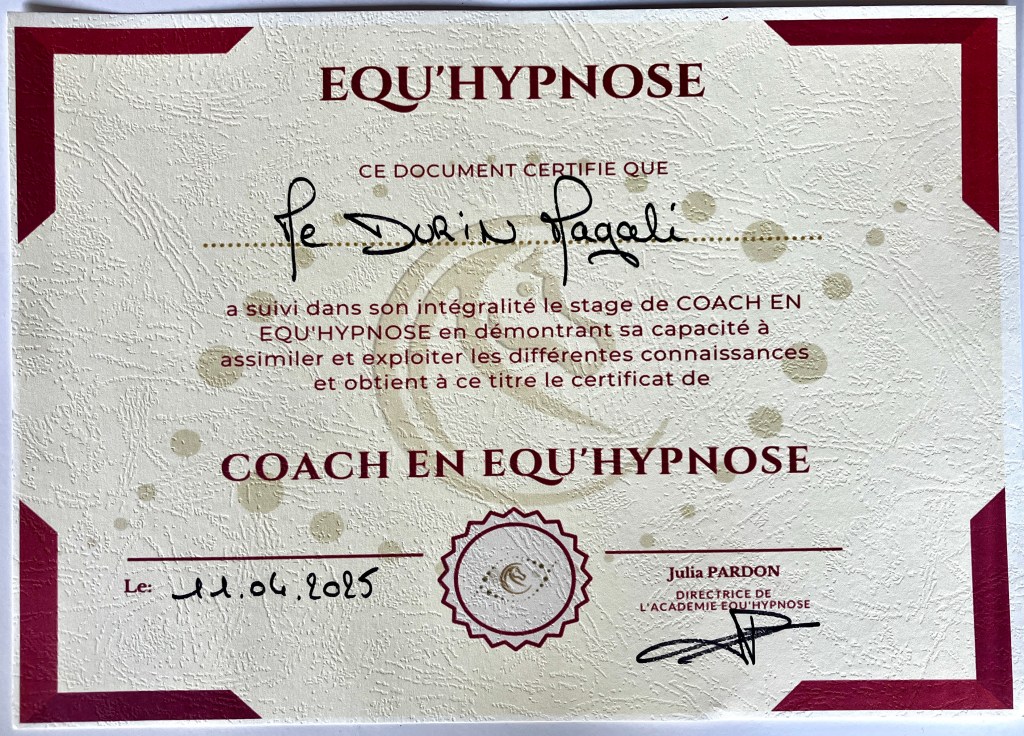 EQU'HYPNOSE
CE DOCUMENT CERTIFIE QUE
Me DURIN Magali
a suivi dans son intégralité le stage de COACH EN
EQU'HYPNOSE en démontrant sa capacité à
assimiler et exploiter les différentes connaissances
et obtient à ce titre le certificat de
COACH EN EQU'HYPNOSE
Le: 11.04.2025
Julia PARDON
DIRECTRICE DE
L'ACADEMIE EQU'HYPNOSE